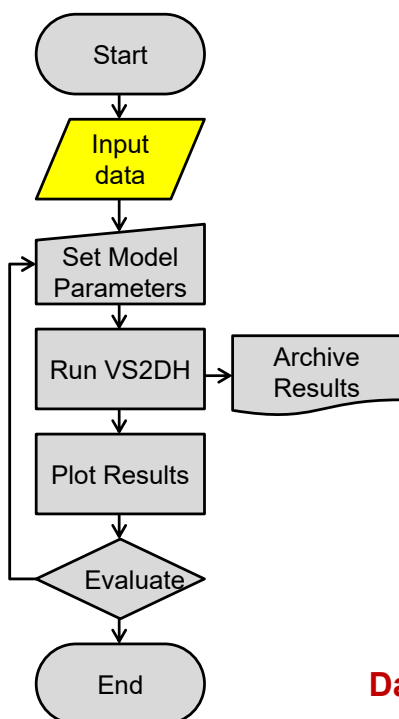 Start
Input
data
Set Model
Parameters
Run VS2DH
Archive
Results
Plot Results
Evaluate
End